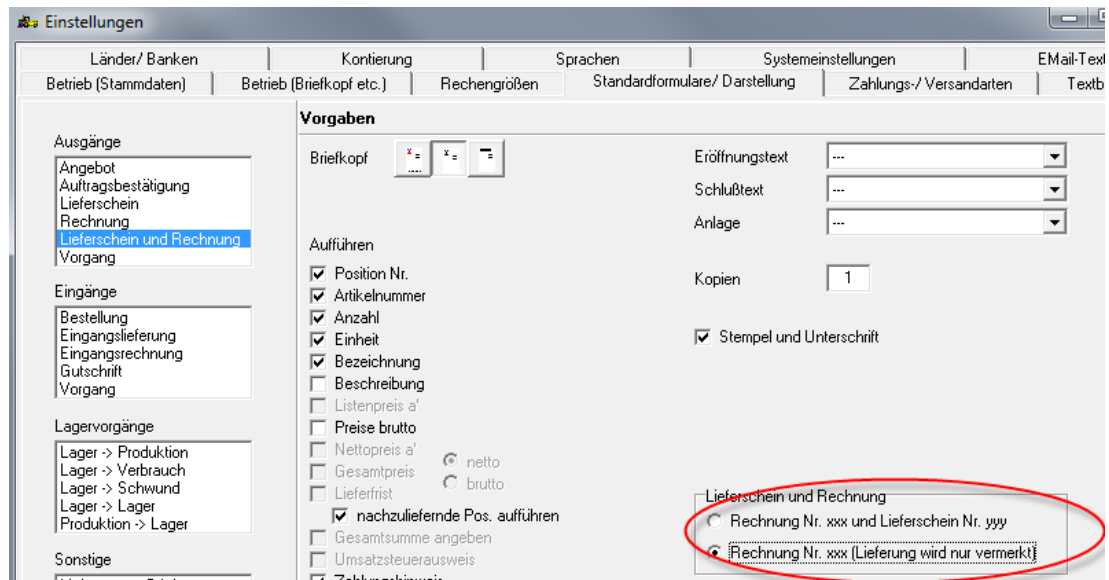 Einstellungen
Länder/ Banken
Kontierung
Sprachen
Systemeinstellungen
EMail-Text
Betrieb (Stammdaten)
Betrieb (Briefkopf etc.)
Rechengrößen
Standardformulare/ Darstellung
Zahlungs-/ Versandarten
Textb
Vorgaben
Ausgänge
Angebot
Auftragsbestätigung
Lieferschein
Rechnung
Lieferschein und Rechnung
Vorgang
Eingänge
Bestellung
Eingangslieferung
Eingangsrechnung
Gutschrift
Vorgang
Lagervorgänge
Lager -> Produktion
Lager -> Verbrauch
Lager -> Schwund
Lager -> Lager
Produktion -> Lager
Sonstige
Briefkopf
Aufführen
Position Nr.
Artikelnummer
Anzahl
Einheit
Bezeichnung
Beschreibung
Listenpreis a'
Preise brutto
Nettopreis a'
Gesamtpreis
netto
brutto
Lieferfrist
nachzuliefernde Pos. aufführen
Gesamtsumme angeben
Umsatzsteuerausweis
Zahlungshinweis
Eröffnungstext
---
Schlußtext
---
Anlage
---
Kopien
1
Stempel und Unterschrift
Lieferschein und Rechnung
Rechnung Nr. xxx und Lieferschein Nr. yyy
Rechnung Nr. xxx (Lieferung wird nur vermerkt)